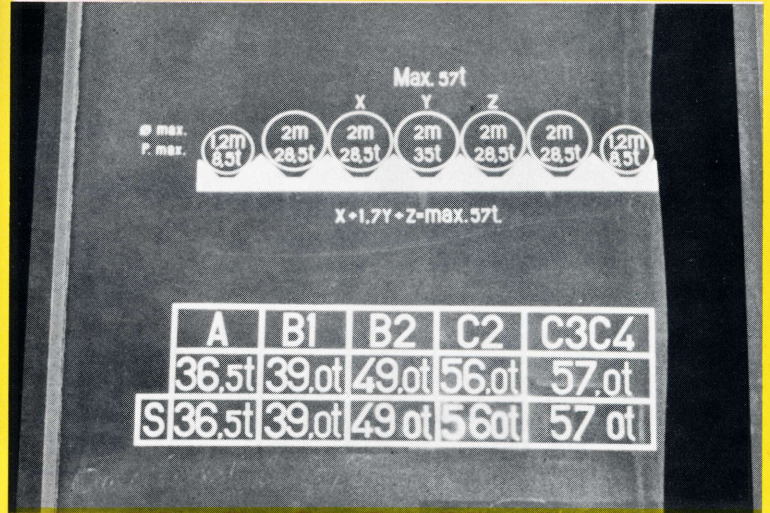 Max. 57t
X Y Z
ø max. 1,2m 2m 2m 2m 2m 2m 1,2m
P. max. 8,5t 28,5t 28,5t 35t 28,5t 28,5t 8,5t
X+1,7Y+Z=max. 57t.
A B1 B2 C2 C3C4
36,5t 39,0t 49,0t 56,0t 57,0t
S 36,5t 39,0t 49 0t 5 60t 57 0t